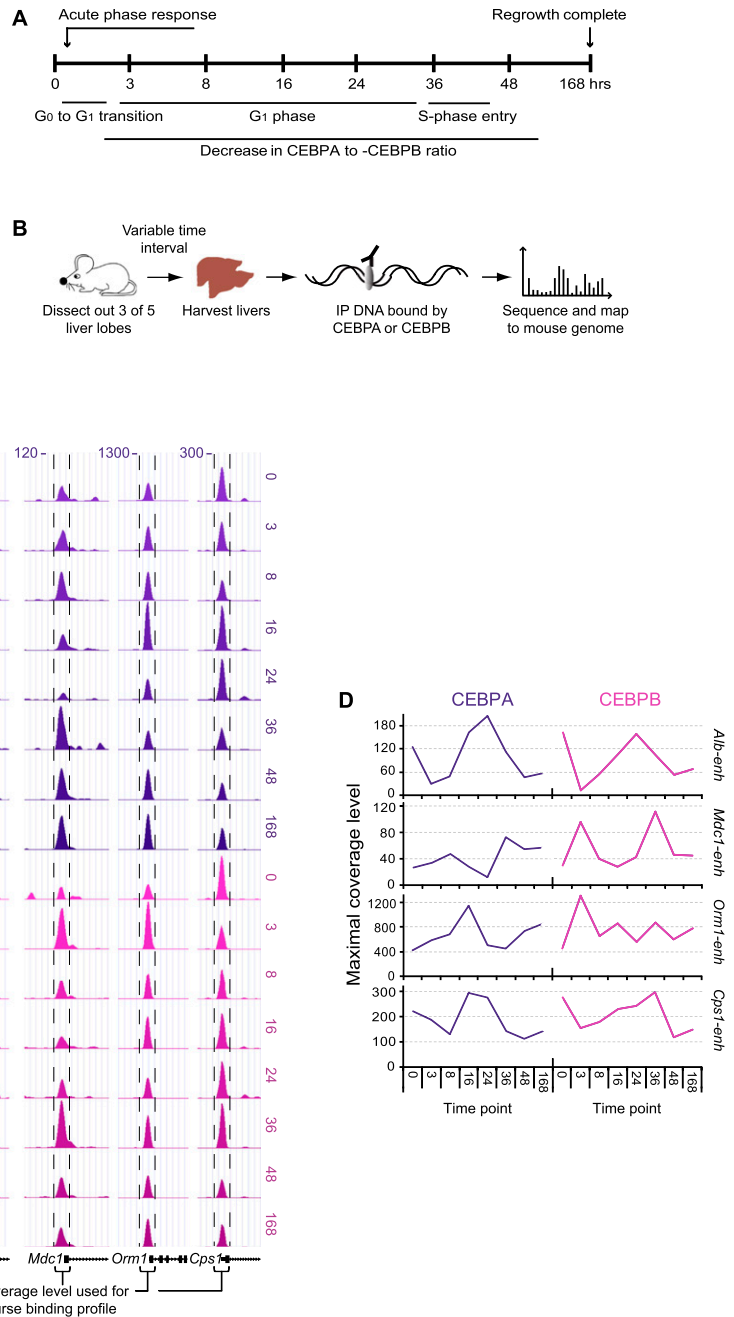 A
Acute phase response
Regrowth complete
0 3 8 16 24 36 48 168 hrs
G0 to G1 transition
G1 phase
S-phase entry
Decrease in CEBPA to -CEBPB ratio
B
Variable time
interval
Dissect out 3 of 5
liver lobes
Harvest livers
IP DNA bound by
CEBPA or CEBPB
Sequence and map
to mouse genome
120
1300
300
0
3
8
16
24
36
48
168
0
3
8
16
24
36
48
168
Mdc1
Orm1
Cps1
verage level used for
urse binding profile
D
CEBPA
CEBPB
Maximal coverage level
180
120
60
0
Alb-enh
120
80
40
0
Mdc1-enh
1200
800
400
0
Orm1-enh
300
200
100
0
Cps1-enh
0 3 8 16 24 36 48 168
0 3 8 16 24 36 48 168
Time point
Time point